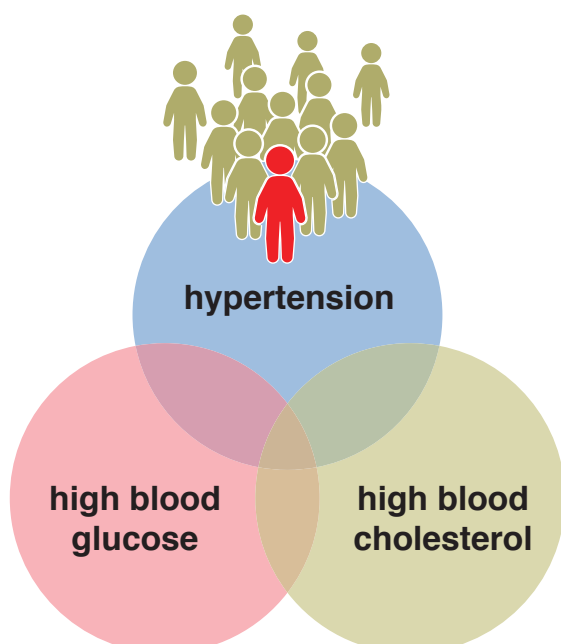 hypertension
high blood
glucose
high blood
cholesterol